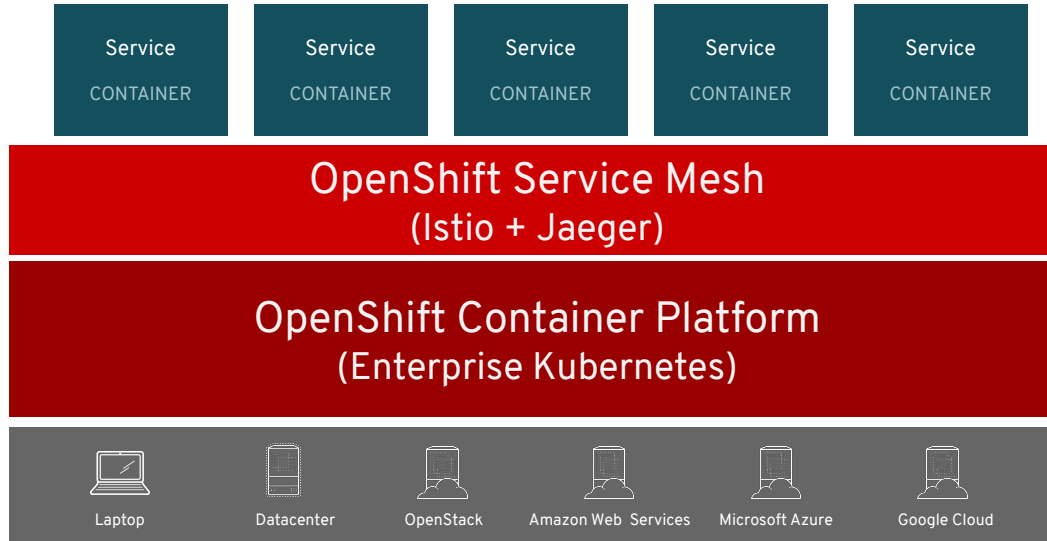 Service Service Service Service Service
CONTAINER CONTAINER CONTAINER CONTAINER CONTAINER
OpenShift Service Mesh
(Istio + Jaeger)
OpenShift Container Platform
(Enterprise Kubernetes)
Laptop Datacenter OpenStack Amazon Web Services Microsoft Azure Google Cloud